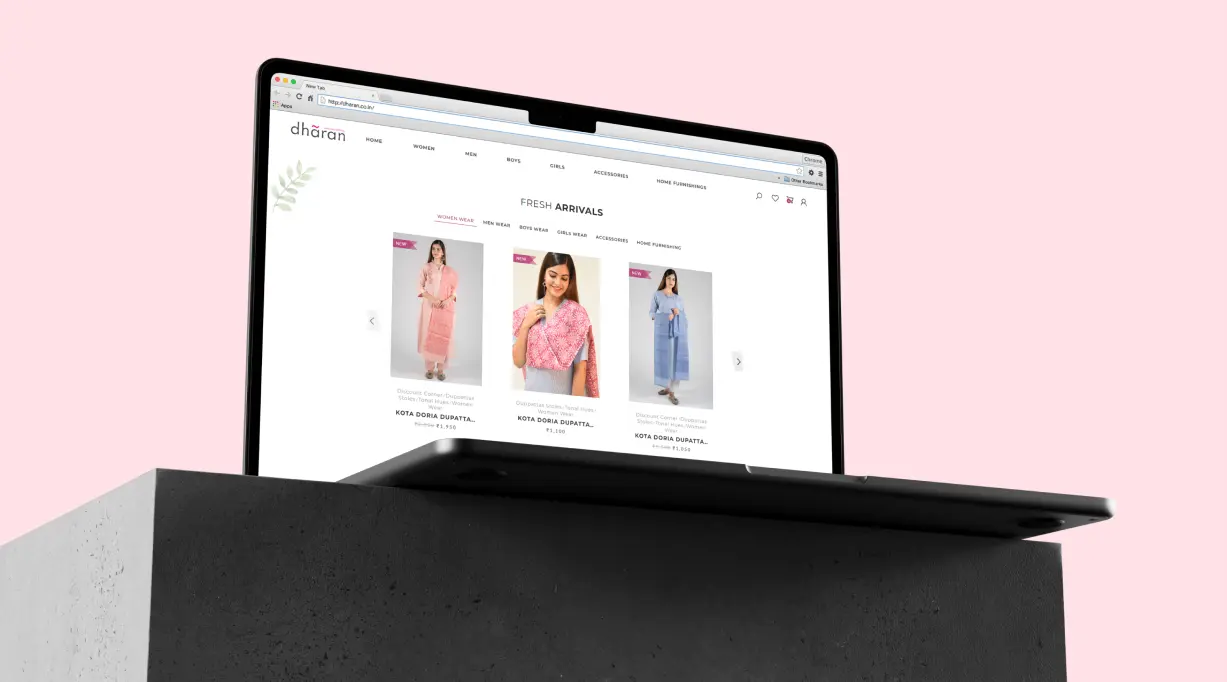 New Tab
http://dharan.co.in/
Chrome
Apps
Other Bookmarks
dharan
HOME
WOMEN
MEN
BOYS
GIRLS
ACCESSORIES
HOME FURNISHINGS
FRESH ARRIVALS
WOMEN WEAR
MEN WEAR
BOYS WEAR
GIRLS WEAR
ACCESSORIES
HOME FURNISHING
NEW
NEW
NEW
Discount Corner, Dupattas
Stoles, Tonal Hues, Women
Wear
KOTA DORIA DUPATTA..
₹1,950
Dupattas Stoles, Tonal Hues,
Women Wear
KOTA DORIA DUPATTA..
₹1,100
Discount Corner, Dupattas
Stoles, Tonal Hues, Women
Wear
KOTA DORIA DUPATTA..
₹1,950